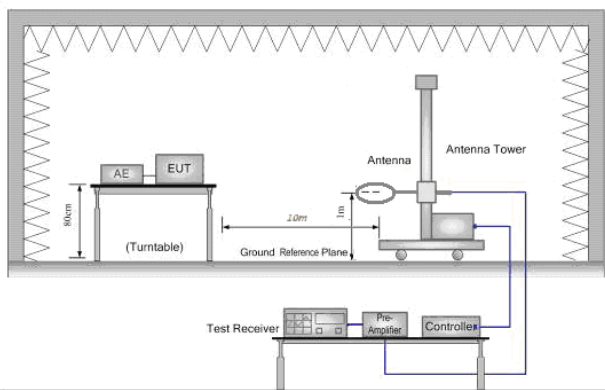 Antenna Tower
Antenna
EUT
AE
80cm
10m
1m
(Turntable)
Ground Reference Plane
Test Receiver
Pre-
Amplifier
Controller